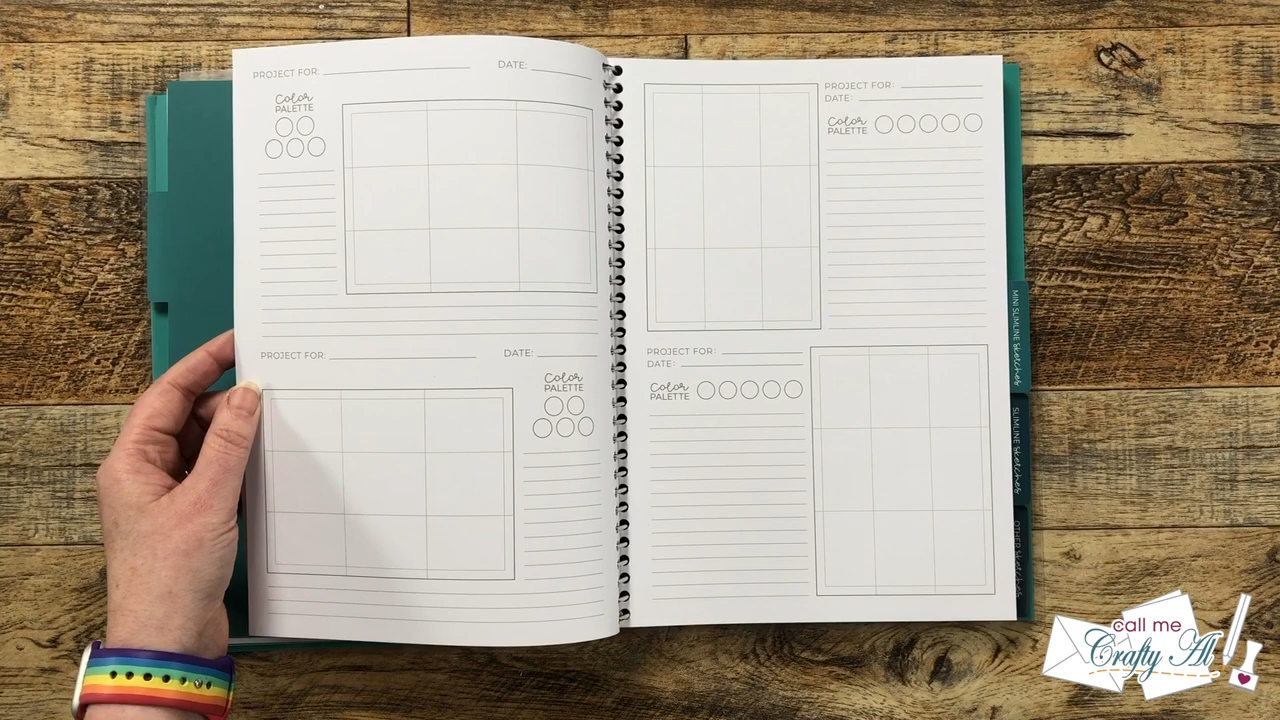 PROJECT FOR:
DATE:
Color
PALETTE
PROJECT FOR:
DATE:
Color
PALETTE
PROJECT FOR:
DATE:
Color
PALETTE
PROJECT FOR:
DATE:
Color
PALETTE
MINI SLIMLINE Sketches
SLIMLINE Sketches
OTHER Sketches
call me
Crafty Al